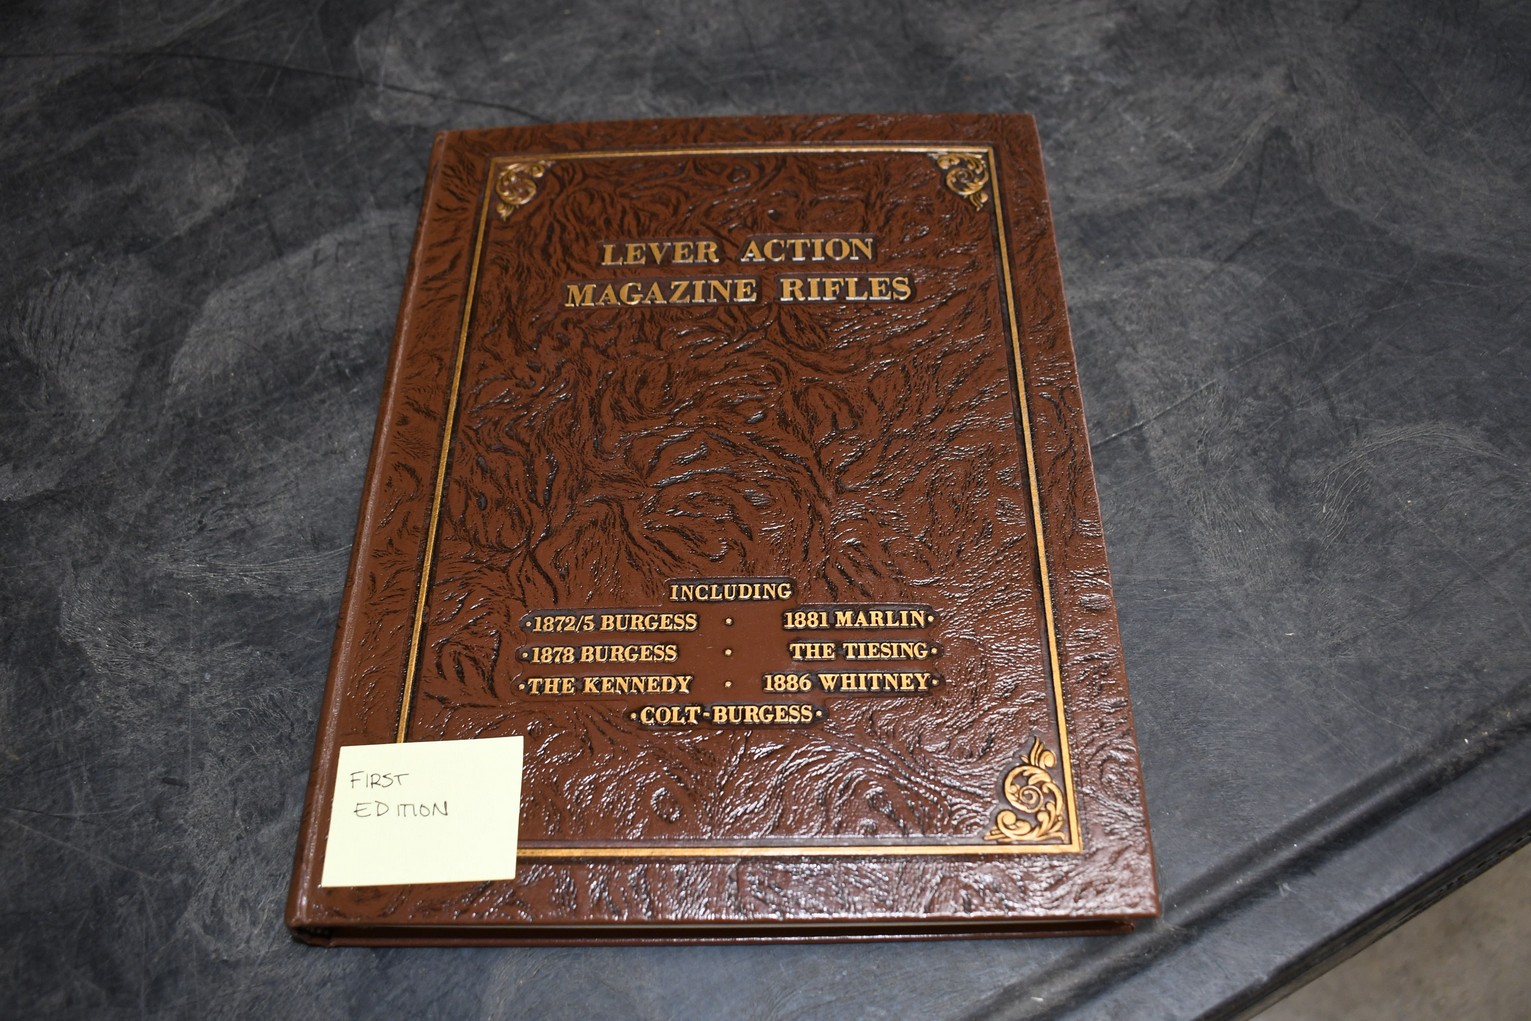 LEVER ACTION
MAGAZINE RIFLES
INCLUDING
·1872/5 BURGESS · 1881 MARLIN·
·1878 BURGESS · THE TIESING·
·THE KENNEDY · 1886 WHITNEY·
·COLT-BURGESS·
FIRST
EDITION